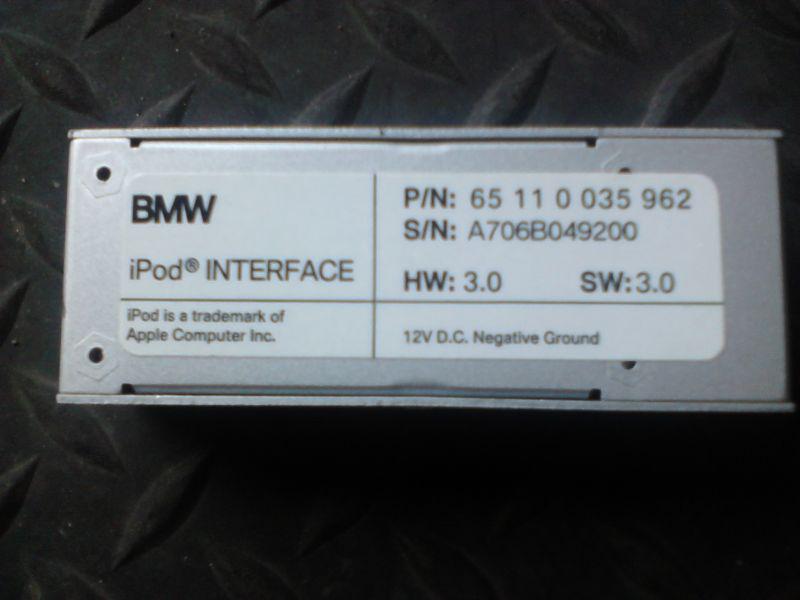 BMW
iPod® INTERFACE
iPod is a trademark of
Apple Computer Inc.
P/N: 65 11 0 035 962
S/N: A706B049200
HW: 3.0 SW: 3.0
12V D.C. Negative Ground